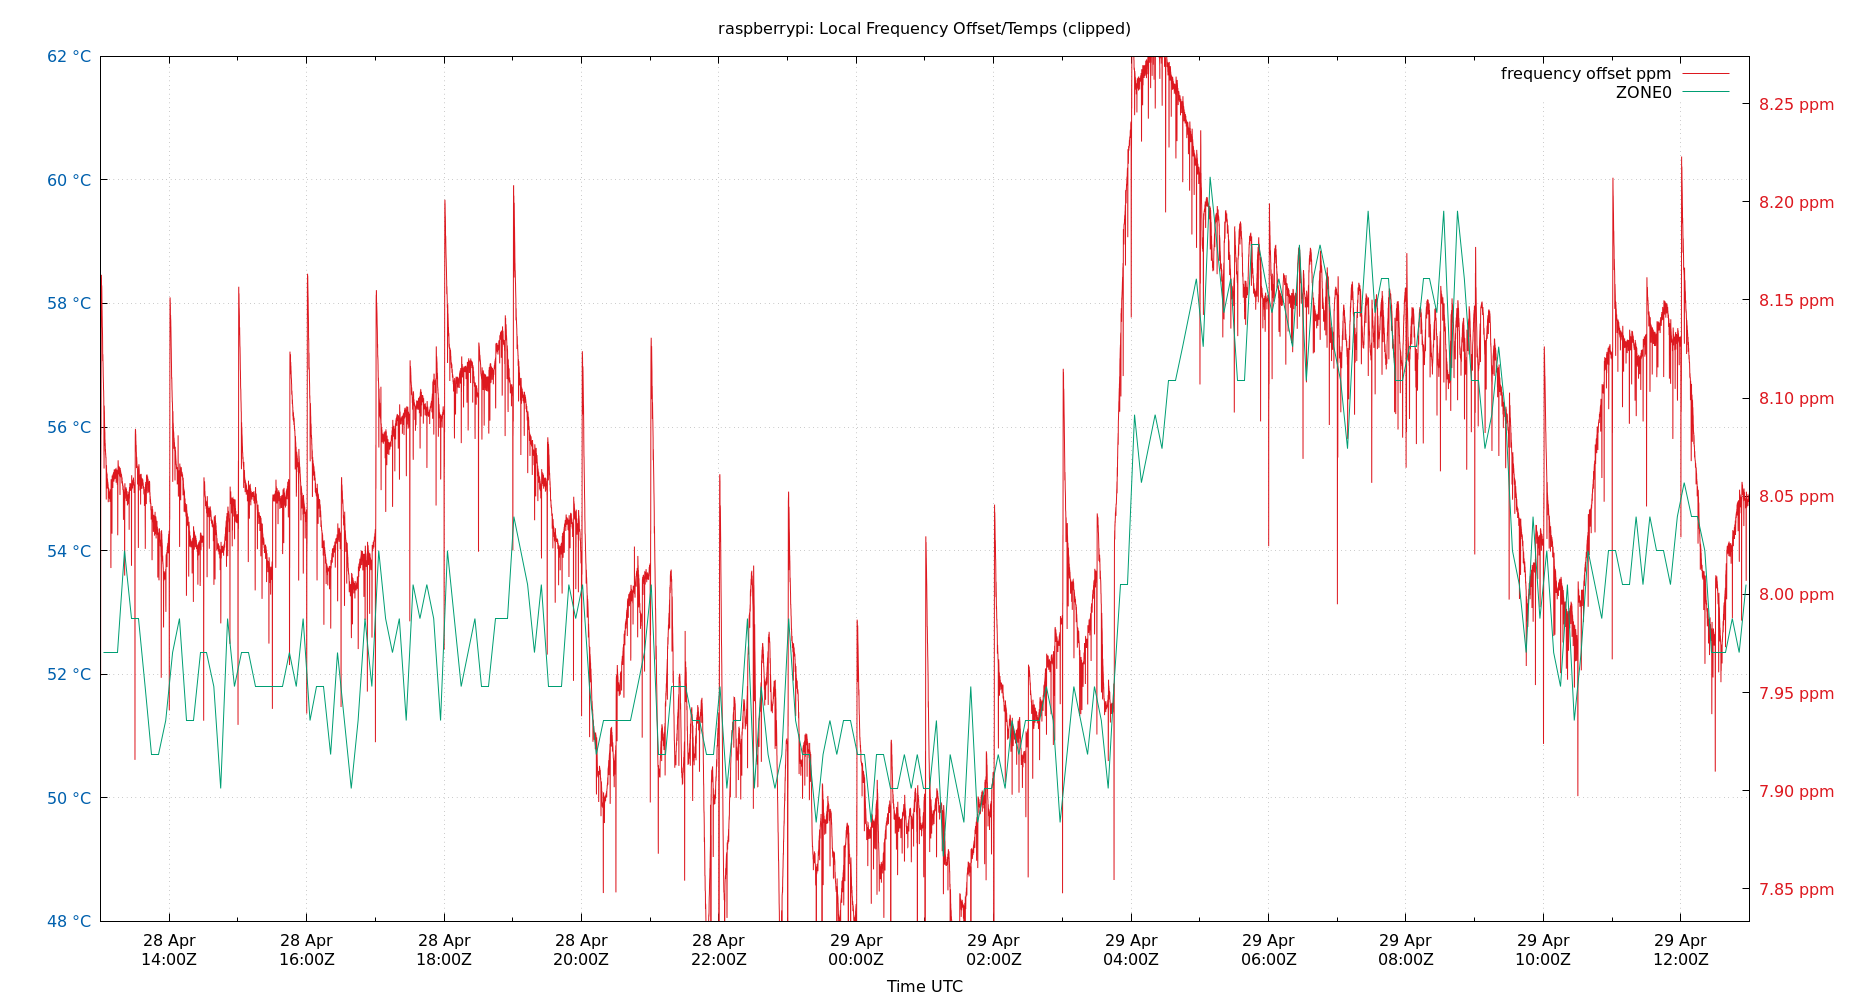 raspberrypi: Local Frequency Offset/Temps (clipped)
62 °C
60 °C
58 °C
56 °C
54 °C
52 °C
50 °C
48 °C
frequency offset ppm
ZONE0
8.25 ppm
8.20 ppm
8.15 ppm
8.10 ppm
8.05 ppm
8.00 ppm
7.95 ppm
7.90 ppm
7.85 ppm
28 Apr
14:00Z
28 Apr
16:00Z
28 Apr
18:00Z
28 Apr
20:00Z
28 Apr
22:00Z
29 Apr
00:00Z
29 Apr
02:00Z
29 Apr
04:00Z
29 Apr
06:00Z
29 Apr
08:00Z
29 Apr
10:00Z
29 Apr
12:00Z
Time UTC